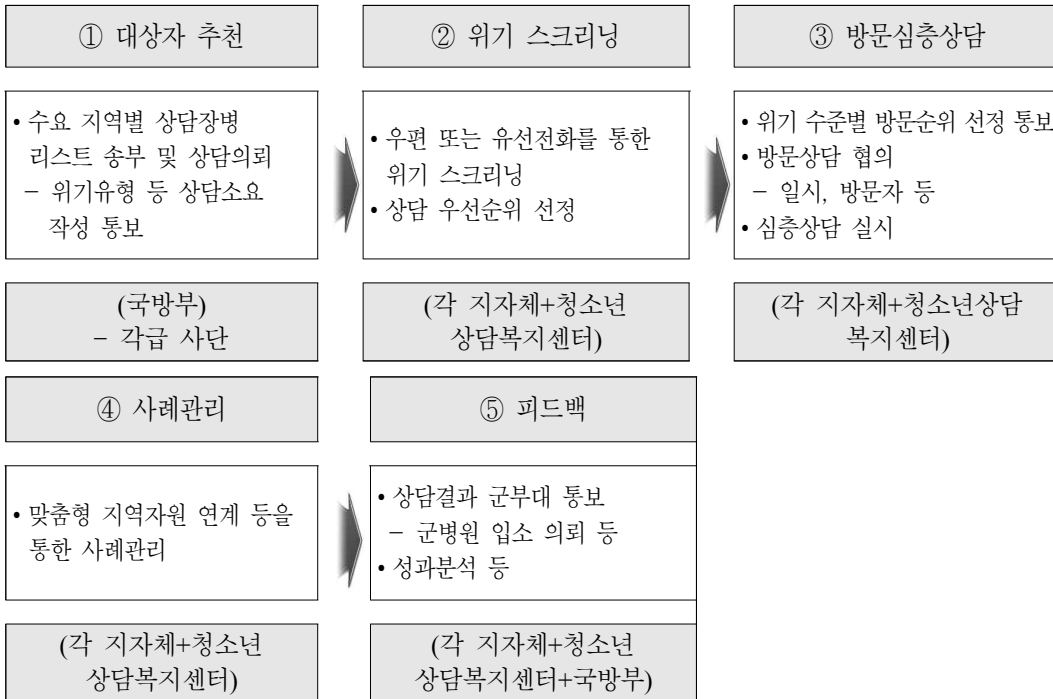 ① 대상자 추천
② 위기 스크리닝
③ 방문심층상담
• 수요 지역별 상담장병
리스트 송부 및 상담의뢰
- 위기유형 등 상담소요
작성 통보
• 우편 또는 유선전화를 통한
위기 스크리닝
• 상담 우선순위 선정
• 위기 수준별 방문순위 선정 통보
• 방문상담 협의
- 일시, 방문자 등
• 심층상담 실시
(국방부)
- 각급 사단
(각 지자체+청소년
상담복지센터)
(각 지자체+청소년상담
복지센터)
④ 사례관리
⑤ 피드백
• 맞춤형 지역자원 연계 등을
통한 사례관리
• 상담결과 군부대 통보
- 군병원 입소 의뢰 등
• 성과분석 등
(각 지자체+청소년
상담복지센터)
(각 지자체+청소년
상담복지센터+국방부)